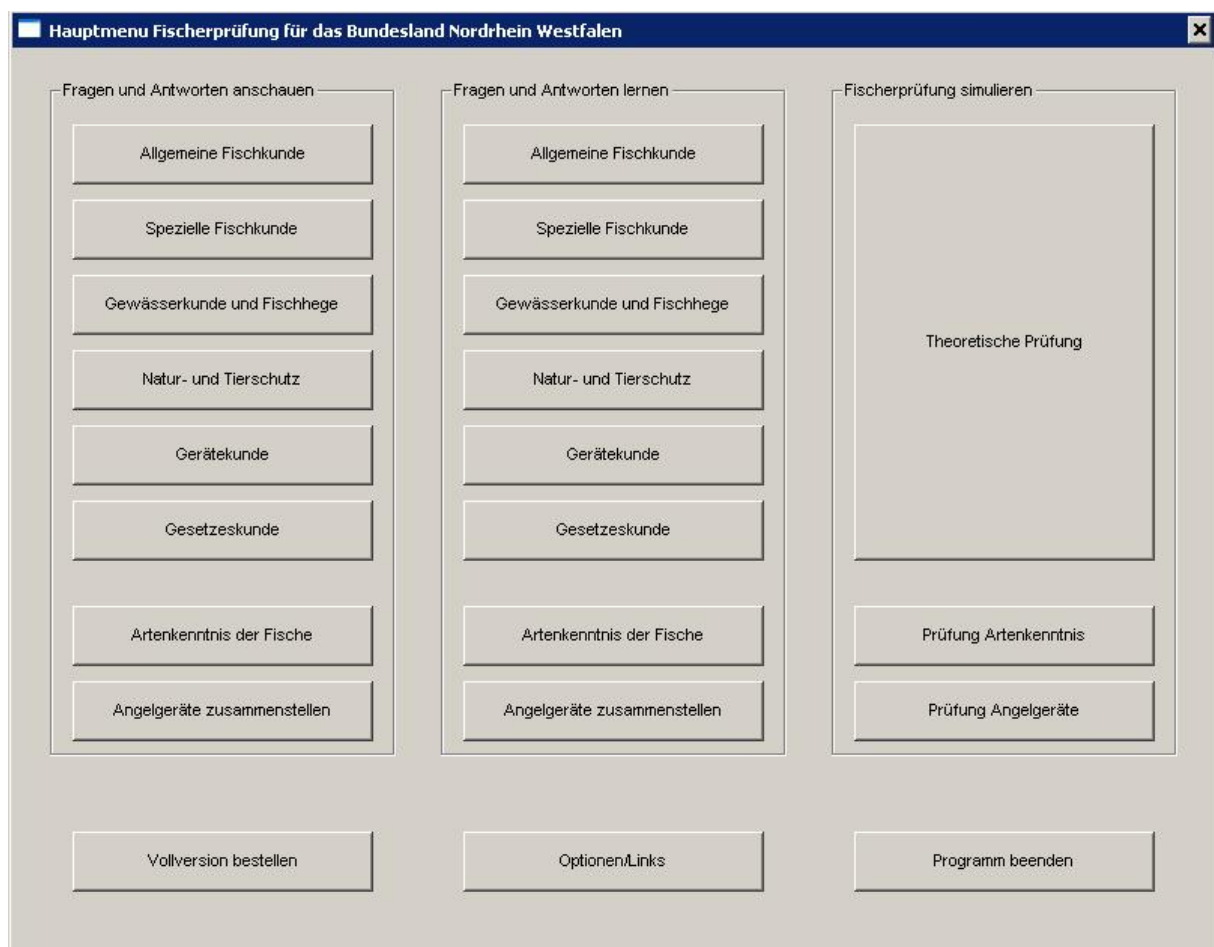 Hauptmenu Fischerprüfung für das Bundesland Nordrhein Westfalen
Fragen und Antworten anschauen
Allgemeine Fischkunde
Spezielle Fischkunde
Gewässerkunde und Fischhege
Natur- und Tierschutz
Gerätekunde
Gesetzeskunde
Artenkenntnis der Fische
Angelgeräte zusammenstellen
Fragen und Antworten lernen
Allgemeine Fischkunde
Spezielle Fischkunde
Gewässerkunde und Fischhege
Natur- und Tierschutz
Gerätekunde
Gesetzeskunde
Artenkenntnis der Fische
Angelgeräte zusammenstellen
Fischerprüfung simulieren
Theoretische Prüfung
Prüfung Artenkenntnis
Prüfung Angelgeräte
Vollversion bestellen
Optionen/Links
Programm beenden